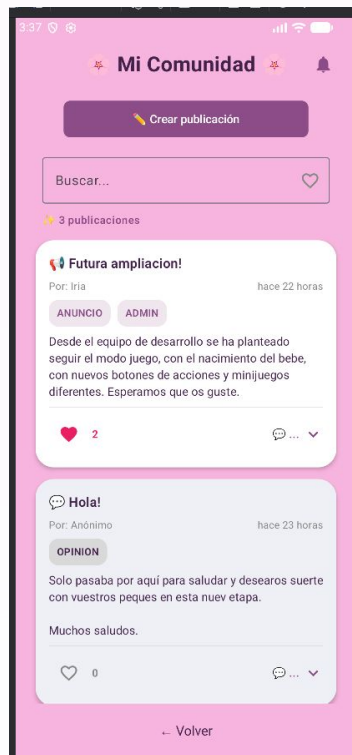 3:37
Mi Comunidad
Crear publicación
Buscar...
3 publicaciones
Futura ampliacion!
Por: Iria hace 22 horas
ANUNCIO ADMIN
Desde el equipo de desarrollo se ha planteado
seguir el modo juego, con el nacimiento del bebe,
con nuevos botones de acciones y minijuegos
diferentes. Esperamos que os guste.
2 ...
Hola!
Por: Anónimo hace 23 horas
OPINION
Solo pasaba por aquí para saludar y desearos suerte
con vuestros peques en esta nuev etapa.
Muchos saludos.
0 ...
← Volver